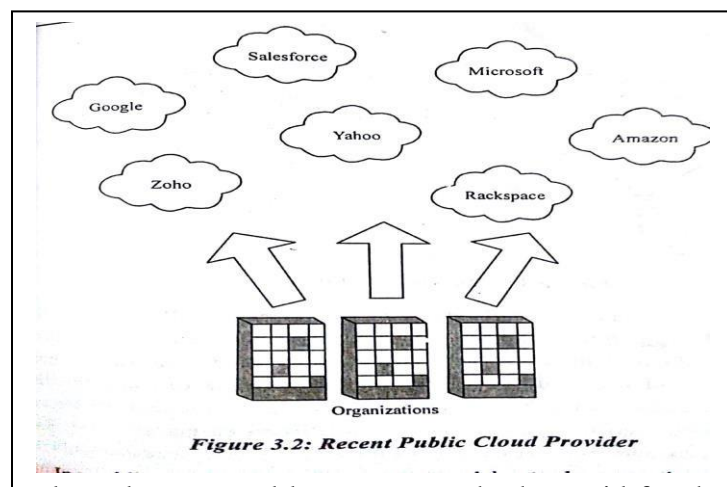 Salesforce
Microsoft
Google
Yahoo
Amazon
Zoho
Rackspace
Organizations
Figure 3.2: Recent Public Cloud Provider